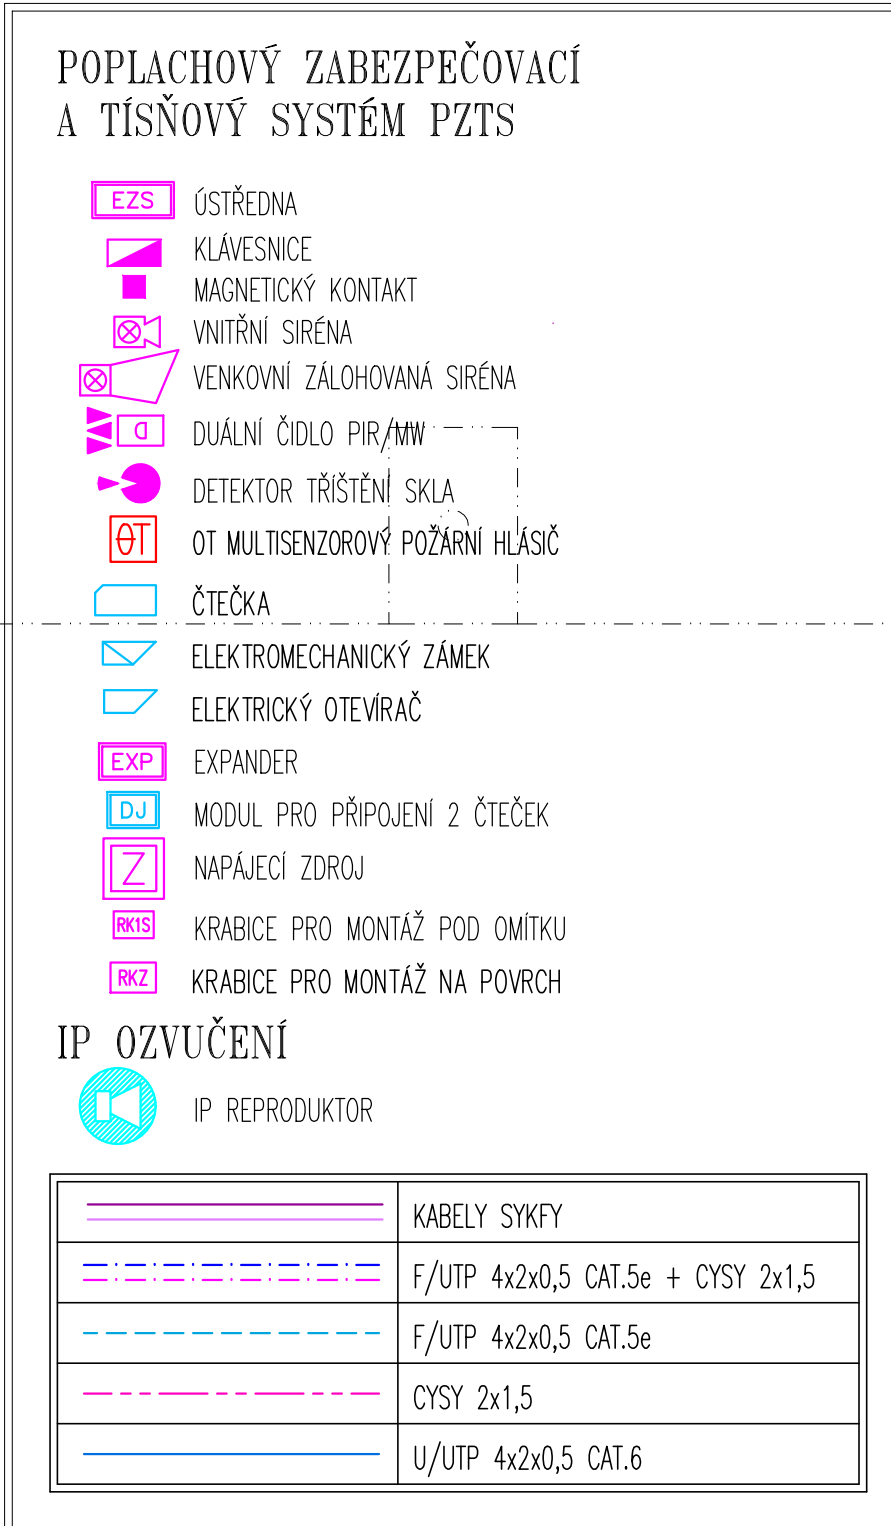 POPLACHOVÝ ZABEZPEČOVACÍ
A TÍSŇOVÝ SYSTÉM PZTS
EZS ÚSTŘEDNA
KLÁVESNICE
MAGNETICKÝ KONTAKT
VNITŘNÍ SIRÉNA
VENKOVNÍ ZÁLOHOVANÁ SIRÉNA
DUÁLNÍ ČIDLO PIR/MW
DETEKTOR TŘÍŠTĚNÍ SKLA
OT OT MULTISENZOROVÝ POŽÁRNÍ HLÁSIČ
ČTEČKA
ELEKTROMECHANICKÝ ZÁMEK
ELEKTRICKÝ OTEVÍRAČ
EXP EXPANDER
DJ MODUL PRO PŘIPOJENÍ 2 ČTEČEK
Z NAPÁJECÍ ZDROJ
RK1S KRABICE PRO MONTÁŽ POD OMÍTKU
RKZ KRABICE PRO MONTÁŽ NA POVRCH
IP OZVUČENÍ
IP REPRODUKTOR
KABELY SYKFY
F/UTP 4x2x0,5 CAT.5e + CYSY 2x1,5
F/UTP 4x2x0,5 CAT.5e
CYSY 2x1,5
U/UTP 4x2x0,5 CAT.6